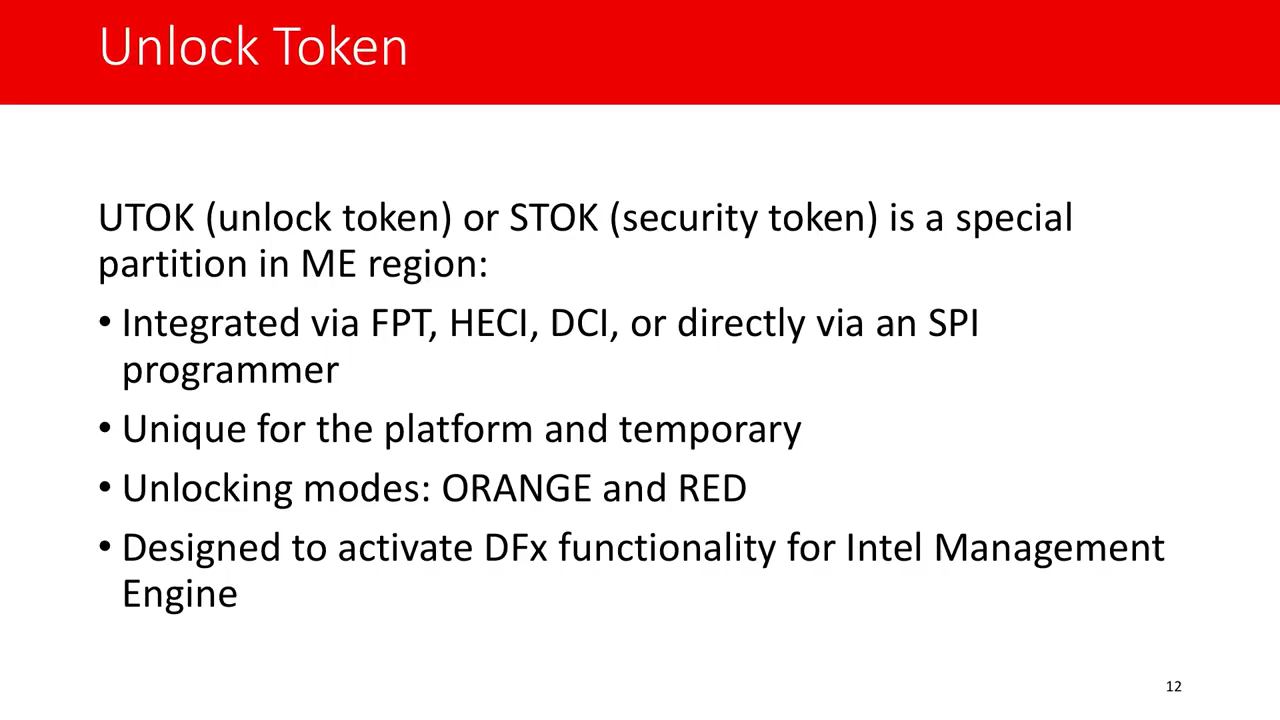 Unlock Token
UTOK (unlock token) or STOK (security token) is a special
partition in ME region:
• Integrated via FPT, HECI, DCI, or directly via an SPI
programmer
• Unique for the platform and temporary
• Unlocking modes: ORANGE and RED
• Designed to activate DFx functionality for Intel Management
Engine
12